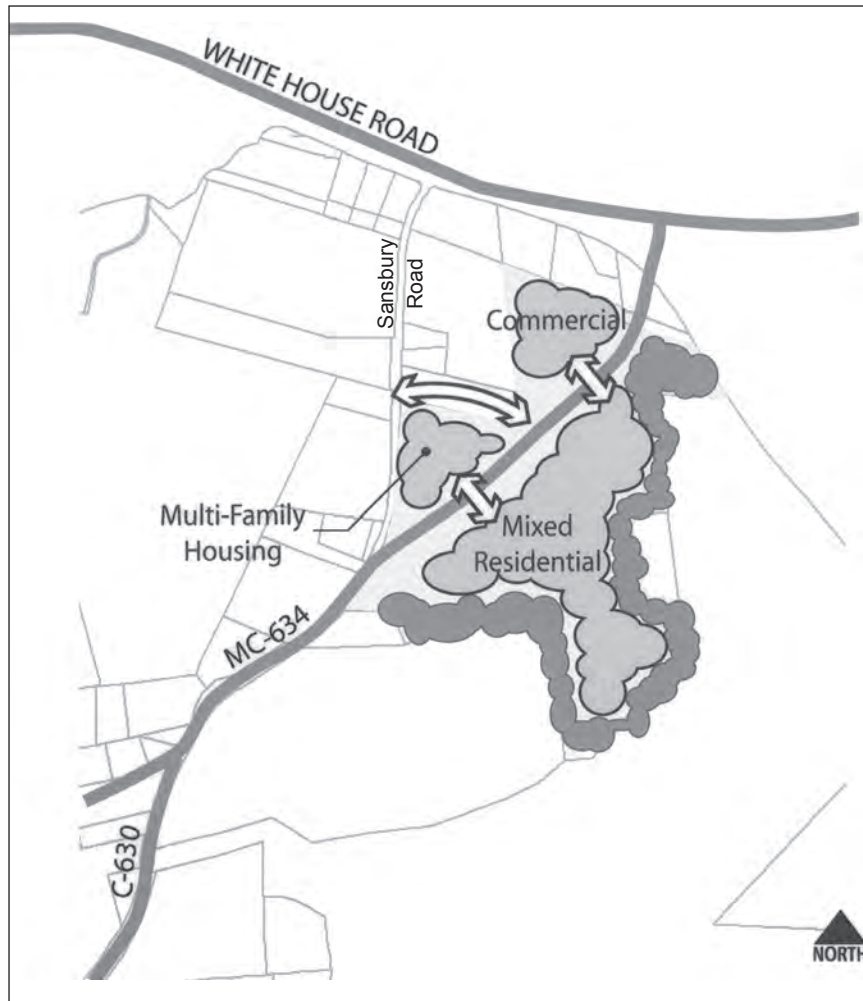 WHITE HOUSE ROAD
Sansbury
Road
Commercial
Multi-Family
Housing
Mixed
Residential
MC-634
C-630
NORTH